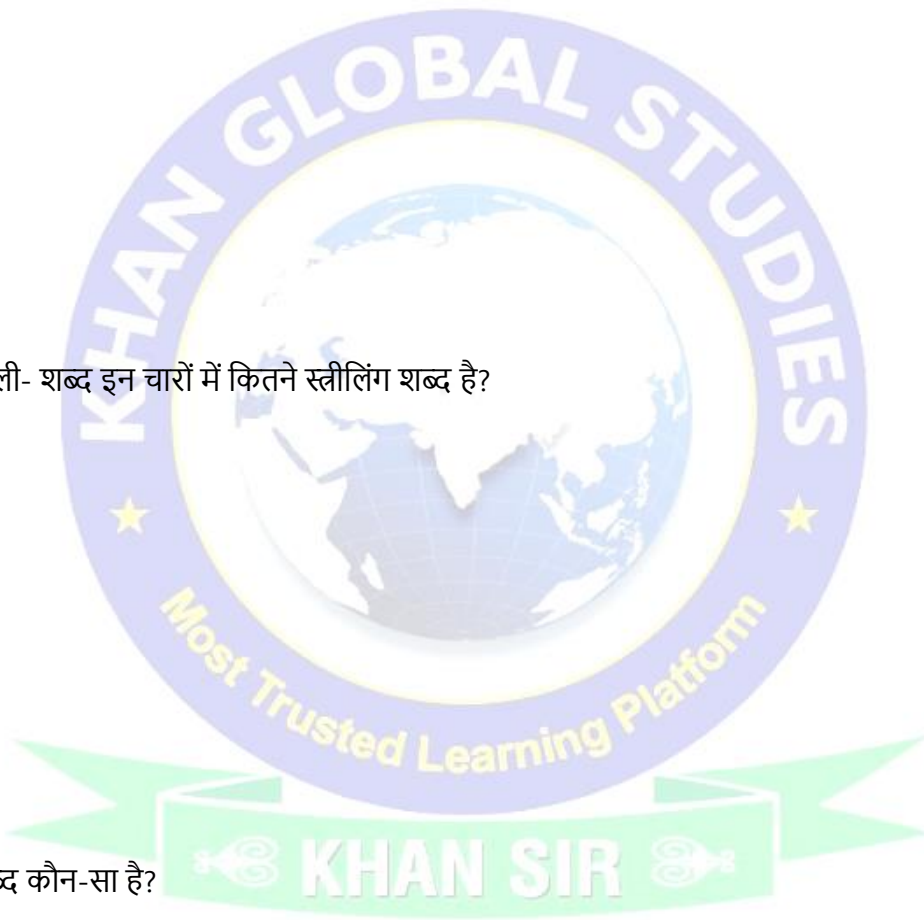 KHAN GLOBAL STUDIES
ली- शब्द इन चारों में कितने स्त्रीलिंग शब्द है?
Most Trusted Learning Platform
KHAN SIR
कौन-सा है?